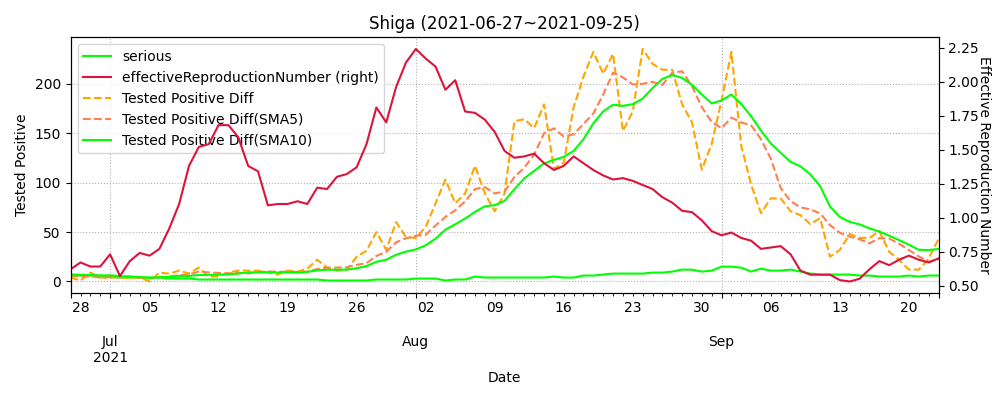 Shiga (2021-06-27~2021-09-25)
serious
effectiveReproductionNumber (right)
Tested Positive Diff
Tested Positive Diff(SMA5)
Tested Positive Diff(SMA10)
Tested Positive
200
150
100
50
0
2.25
2.00
1.75
1.50
1.25
1.00
0.75
0.50
Effective Reproduction Number
28 05 12 19 26 02 09 16 23 30 06 13 20
Jul Aug Sep
2021
Date